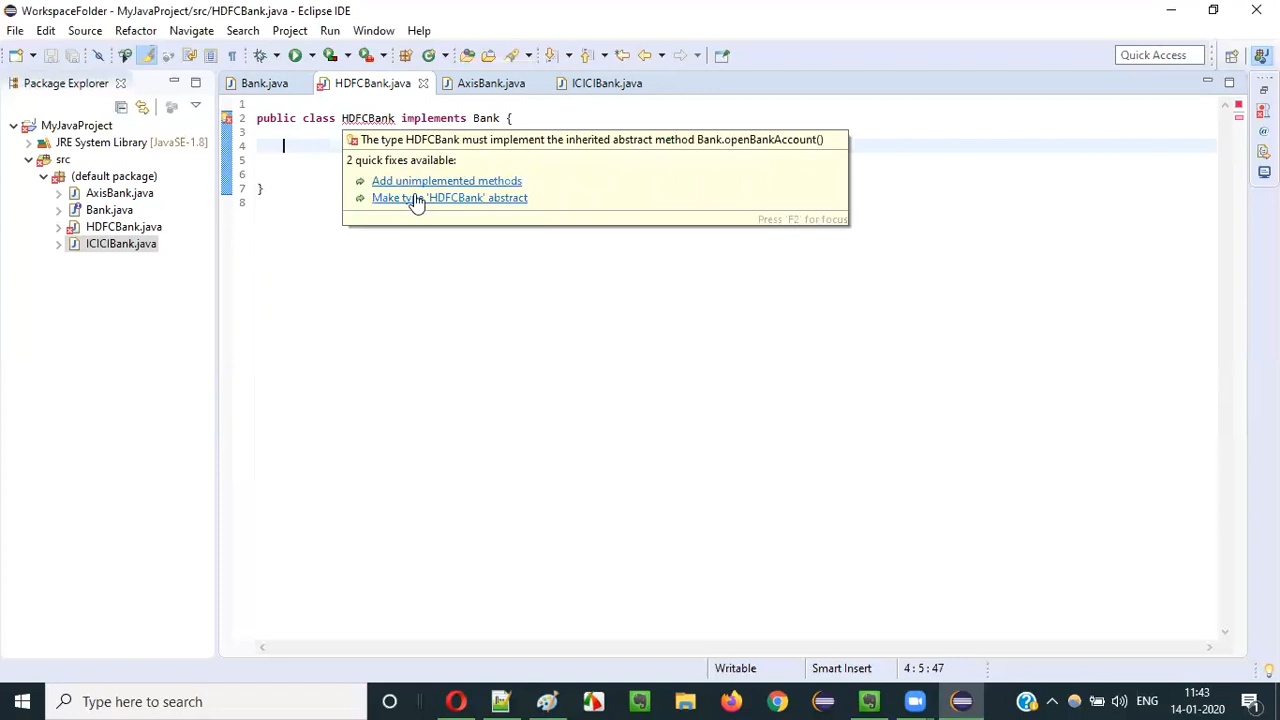 WorkspaceFolder - MyJavaProject/src/HDFCBank.java - Eclipse IDE
File Edit Source Refactor Navigate Search Project Run Window Help
Quick Access
Package Explorer
Bank.java HDFCBank.java AxisBank.java ICICIBank.java
MyJavaProject
JRE System Library [JavaSE-1.8]
src
(default package)
AxisBank.java
Bank.java
HDFCBank.java
ICICIBank.java
1
2 public class HDFCBank implements Bank {
The type HDFCBank must implement the inherited abstract method Bank.openBankAccount()
4
5
2 quick fixes available:
6
Add unimplemented methods
7 }
Make type 'HDFCBank' abstract
8
Press 'F2' for focus
Writable Smart Insert 4 : 5 : 47
Type here to search
ENG
11:43
14-01-2020
1